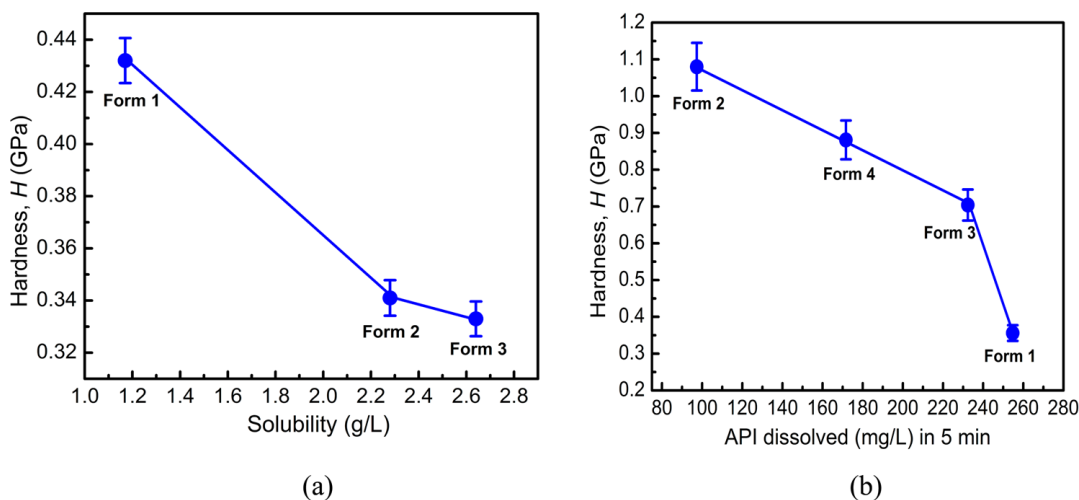 0.44
0.42
0.40
0.38
0.36
0.34
0.32
Hardness, H (GPa)
Form 1
Form 2
Form 3
1.0 1.2 1.4 1.6 1.8 2.0 2.2 2.4 2.6 2.8
Solubility (g/L)
(a)
1.2
1.1
1.0
0.9
0.8
0.7
0.6
0.5
0.4
0.3
0.2
Hardness, H (GPa)
Form 2
Form 4
Form 3
Form 1
80 100 120 140 160 180 200 220 240 260 280
API dissolved (mg/L) in 5 min
(b)